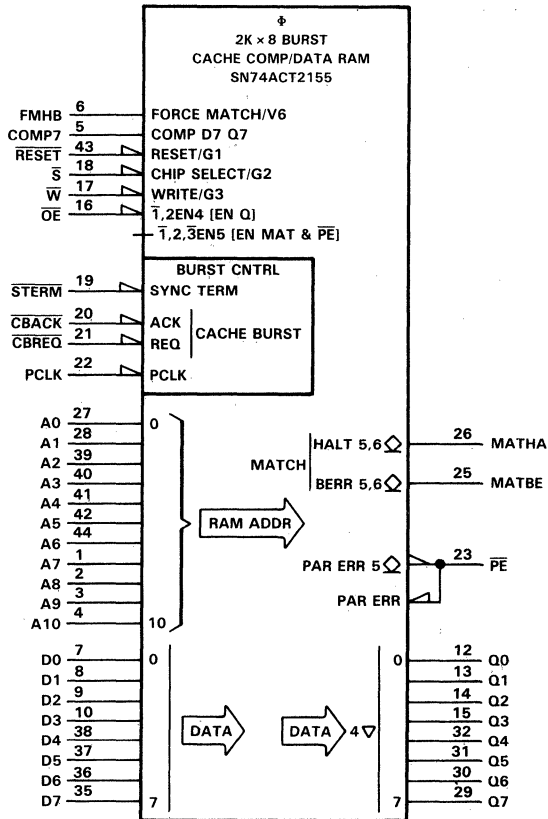 Φ
2K × 8 BURST
CACHE COMP/DATA RAM
SN74ACT2155
FMHB 6 FORCE MATCH/V6
COMP7 5 COMP D7 Q7
RESET 43 RESET/G1
S 18 CHIP SELECT/G2
W 17 WRITE/G3
OE 16 1,2EN4 [EN Q]
1,2,3EN5 [EN MAT & PE]
BURST CNTRL
STERM 19 SYNC TERM
CBACK 20 ACK
CACHE BURST
CBREQ 21 REQ
PCLK 22 PCLK
A0 27 0
A1 28
A2 39
A3 40
A4 41
A5 42
A6 44
A7 1
A8 2
A9 3
A10 4 10
RAM ADDR
MATCH
HALT 5,6 26 MATHA
BERR 5,6 25 MATBE
PAR ERR 5 23 PE
PAR ERR
D0 7 0
D1 8
D2 9
D3 10
D4 38
D5 37
D6 36
D7 35 7
DATA
DATA 4
0 12 Q0
13 Q1
14 Q2
15 Q3
32 Q4
31 Q5
30 Q6
7 29 Q7